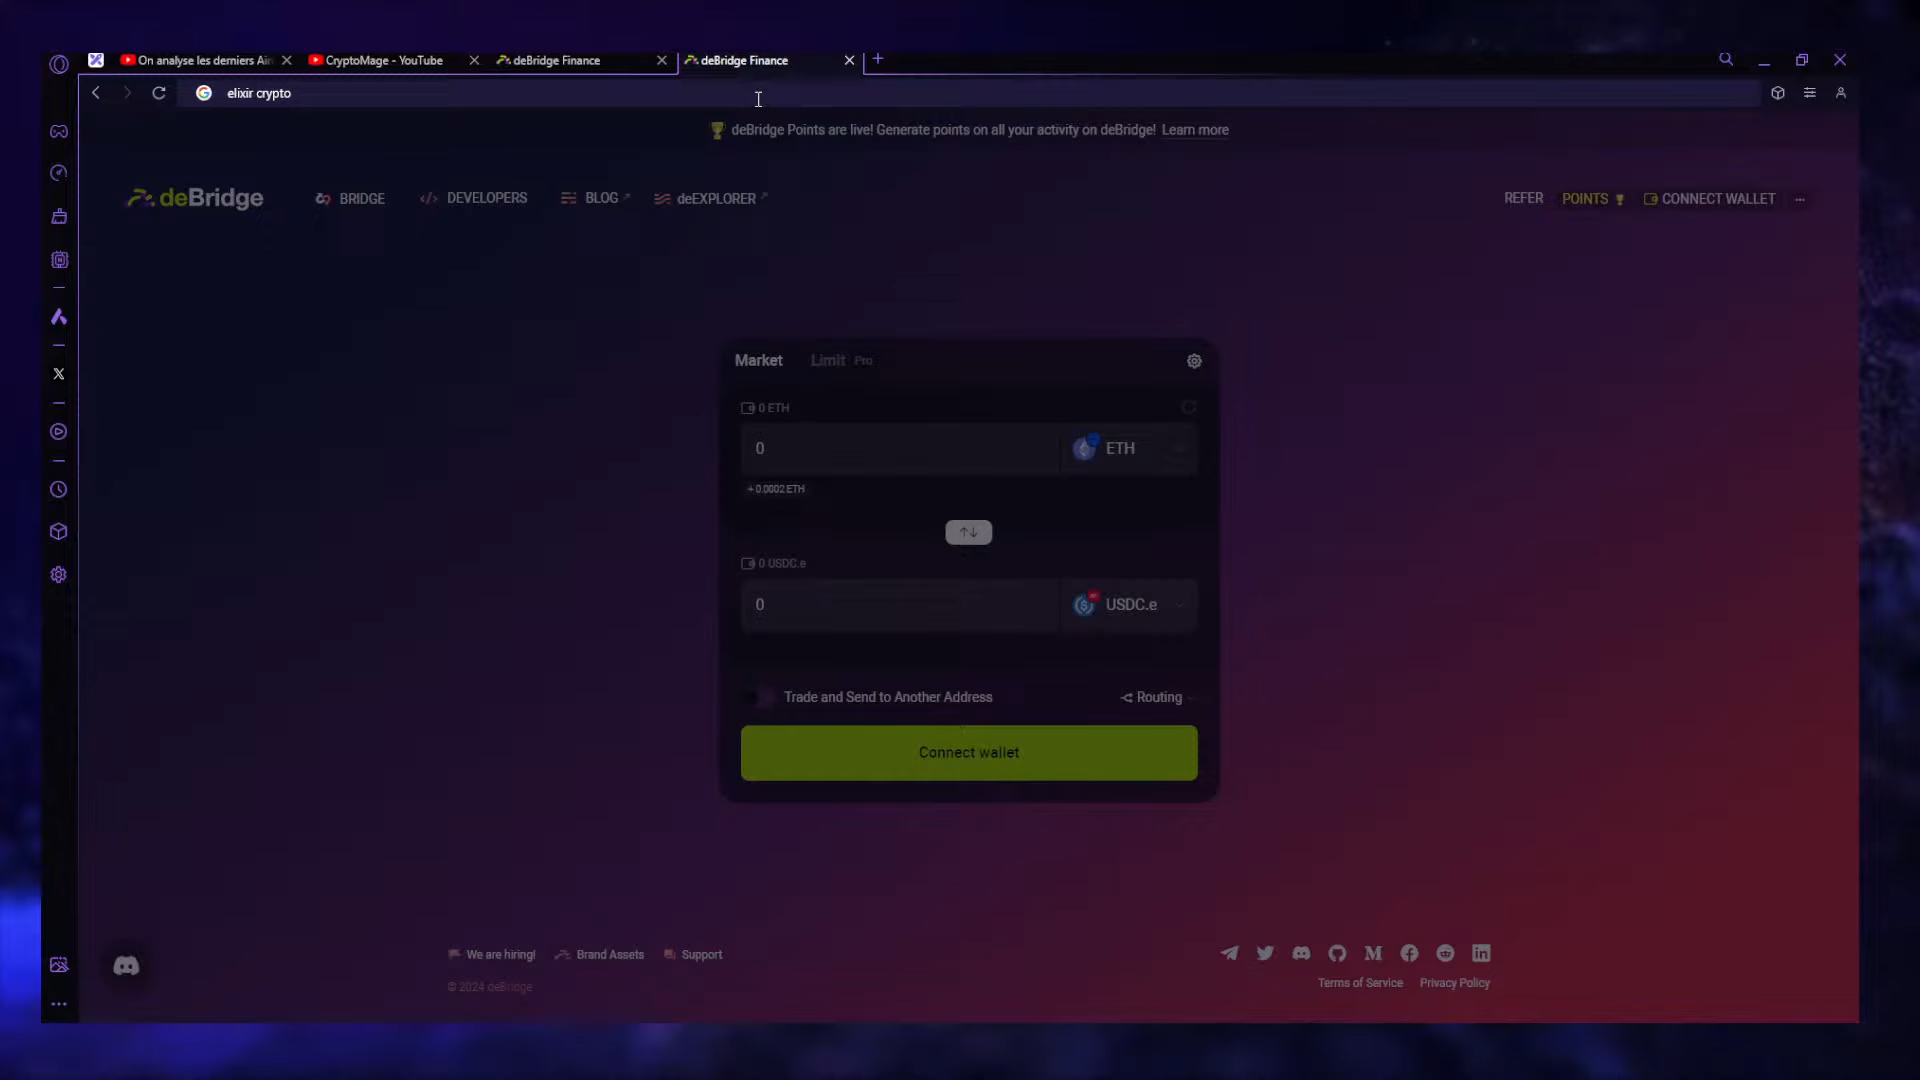 On analyse les derniers Air
CryptoMage - YouTube
deBridge Finance
deBridge Finance
elixir crypto
deBridge Points are live! Generate points on all your activity on deBridge! Learn more
deBridge
BRIDGE
DEVELOPERS
BLOG
deEXPLORER
REFER
POINTS
CONNECT WALLET
Market
Limit Pro
0 ETH
0
ETH
+ 0.0002 ETH
0 USDC.e
0
USDC.e
Trade and Send to Another Address
Routing
Connect wallet
We are hiring!
Brand Assets
Support
© 2024 deBridge
Terms of Service
Privacy Policy